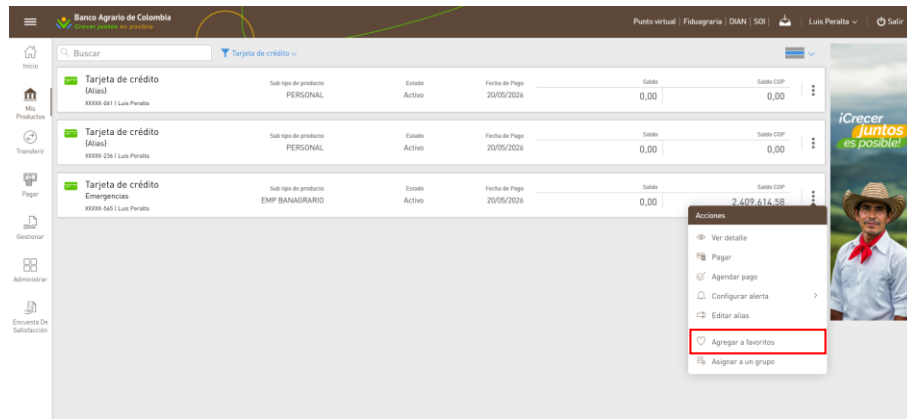 Banco Agrario de Colombia
Crecer juntos es posible
Punto virtual | Fiduagraria | DIAN | SOI |
Luis Peralta
Salir
Inicio
Mis
Productos
Transferir
Pagar
Gestionar
Administrar
Encuesta De
Satisfacción
Buscar
Tarjeta de crédito
Tarjeta de crédito
(Alias)
XXXXX-061 | Luis Peralta
Sub tipo de producto
PERSONAL
Estado
Activo
Fecha de Pago
20/05/2026
Saldo
0,00
Saldo COP
0,00
Tarjeta de crédito
(Alias)
XXXXX-236 | Luis Peralta
Sub tipo de producto
PERSONAL
Estado
Activo
Fecha de Pago
20/05/2026
Saldo
0,00
Saldo COP
0,00
Tarjeta de crédito
Emergencias
XXXXX-565 | Luis Peralta
Sub tipo de producto
EMP BANAGRARIO
Estado
Activo
Fecha de Pago
20/05/2026
Saldo
0,00
Saldo COP
2.409.614,58
Acciones
Ver detalle
Pagar
Agendar pago
Configurar alerta
Editar alias
Agregar a favoritos
Asignar a un grupo
¡Crecer
juntos
es posible!